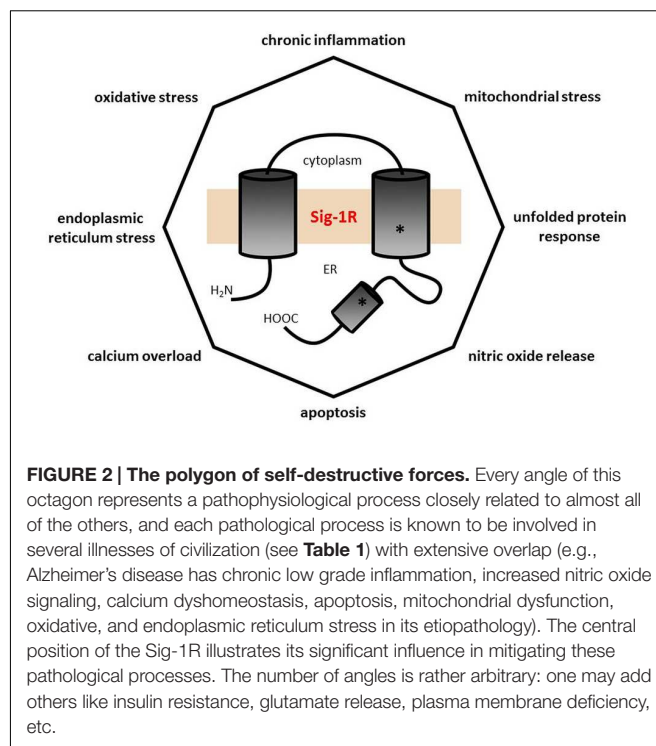 chronic inflammation
oxidative stress
mitochondrial stress
cytoplasm
endoplasmic
reticulum stress
Sig-1R
*
unfolded protein
response
ER
H₂N
*
HOOC
calcium overload
nitric oxide release
apoptosis
FIGURE 2 | The polygon of self-destructive forces. Every angle of this
octagon represents a pathophysiological process closely related to almost all
of the others, and each pathological process is known to be involved in
several illnesses of civilization (see Table 1) with extensive overlap (e.g.,
Alzheimer's disease has chronic low grade inflammation, increased nitric oxide
signaling, calcium dyshomeostasis, apoptosis, mitochondrial dysfunction,
oxidative, and endoplasmic reticulum stress in its etiopathology). The central
position of the Sig-1R illustrates its significant influence in mitigating these
pathological processes. The number of angles is rather arbitrary: one may add
others like insulin resistance, glutamate release, plasma membrane deficiency,
etc.